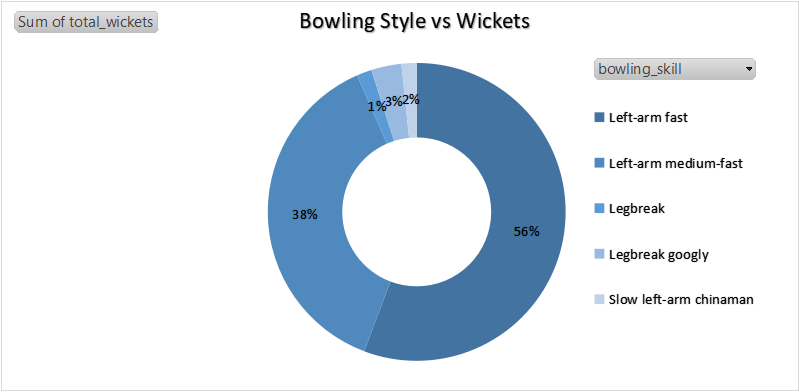 Sum of total_wickets
Bowling Style vs Wickets
bowling_skill
Left-arm fast
Left-arm medium-fast
Legbreak
Legbreak googly
Slow left-arm chinaman
1%
3%
2%
38%
56%